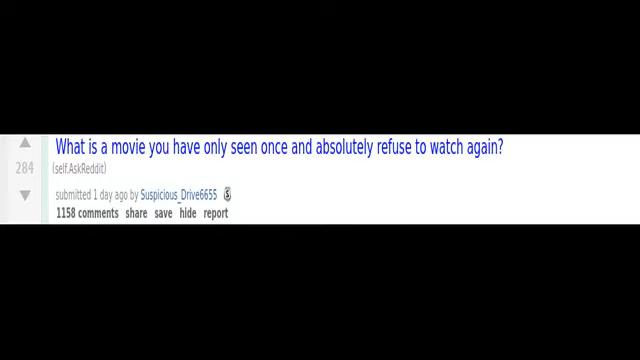 What is a movie you have only seen once and absolutely refuse to watch again?
284
(self.AskReddit)
submitted 1 day ago by Suspicious_Drive6655
1158 comments share save hide report